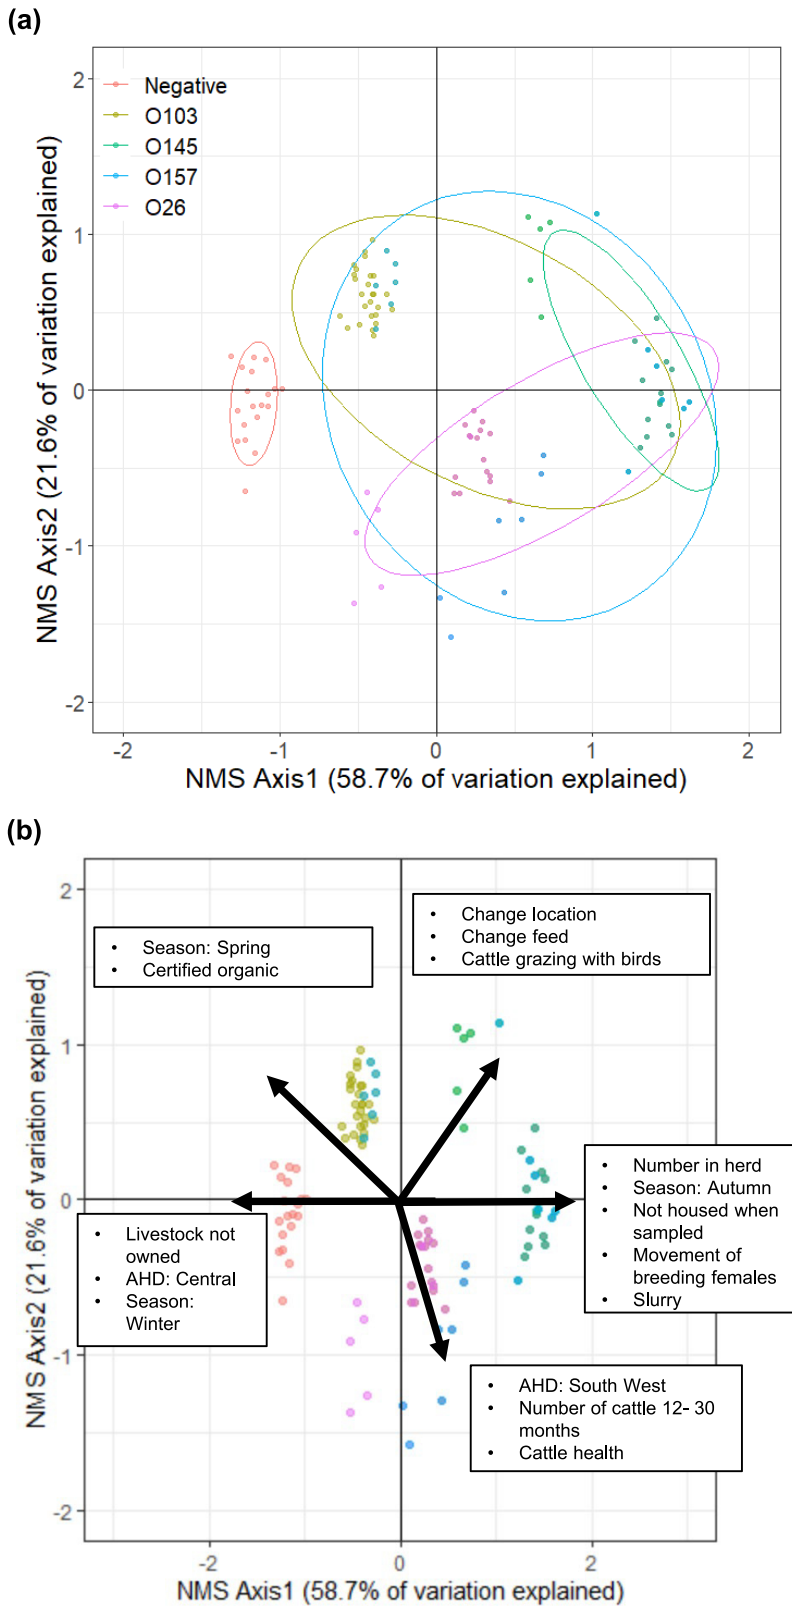 (a)
2
1
0
-1
-2
NMS Axis2 (21.6% of variation explained)
Negative
O103
O145
O157
O26
-2
-1
0
1
2
NMS Axis1 (58.7% of variation explained)
(b)
2
1
0
-1
-2
NMS Axis2 (21.6% of variation explained)
• Season: Spring
• Certified organic
• Change location
• Change feed
• Cattle grazing with birds
• Livestock not
owned
• AHD: Central
• Season:
Winter
• Number in herd
• Season: Autumn
• Not housed when
sampled
• Movement of
breeding females
• Slurry
• AHD: South West
• Number of cattle 12- 30
months
• Cattle health
-2
0
2
NMS Axis1 (58.7% of variation explained)